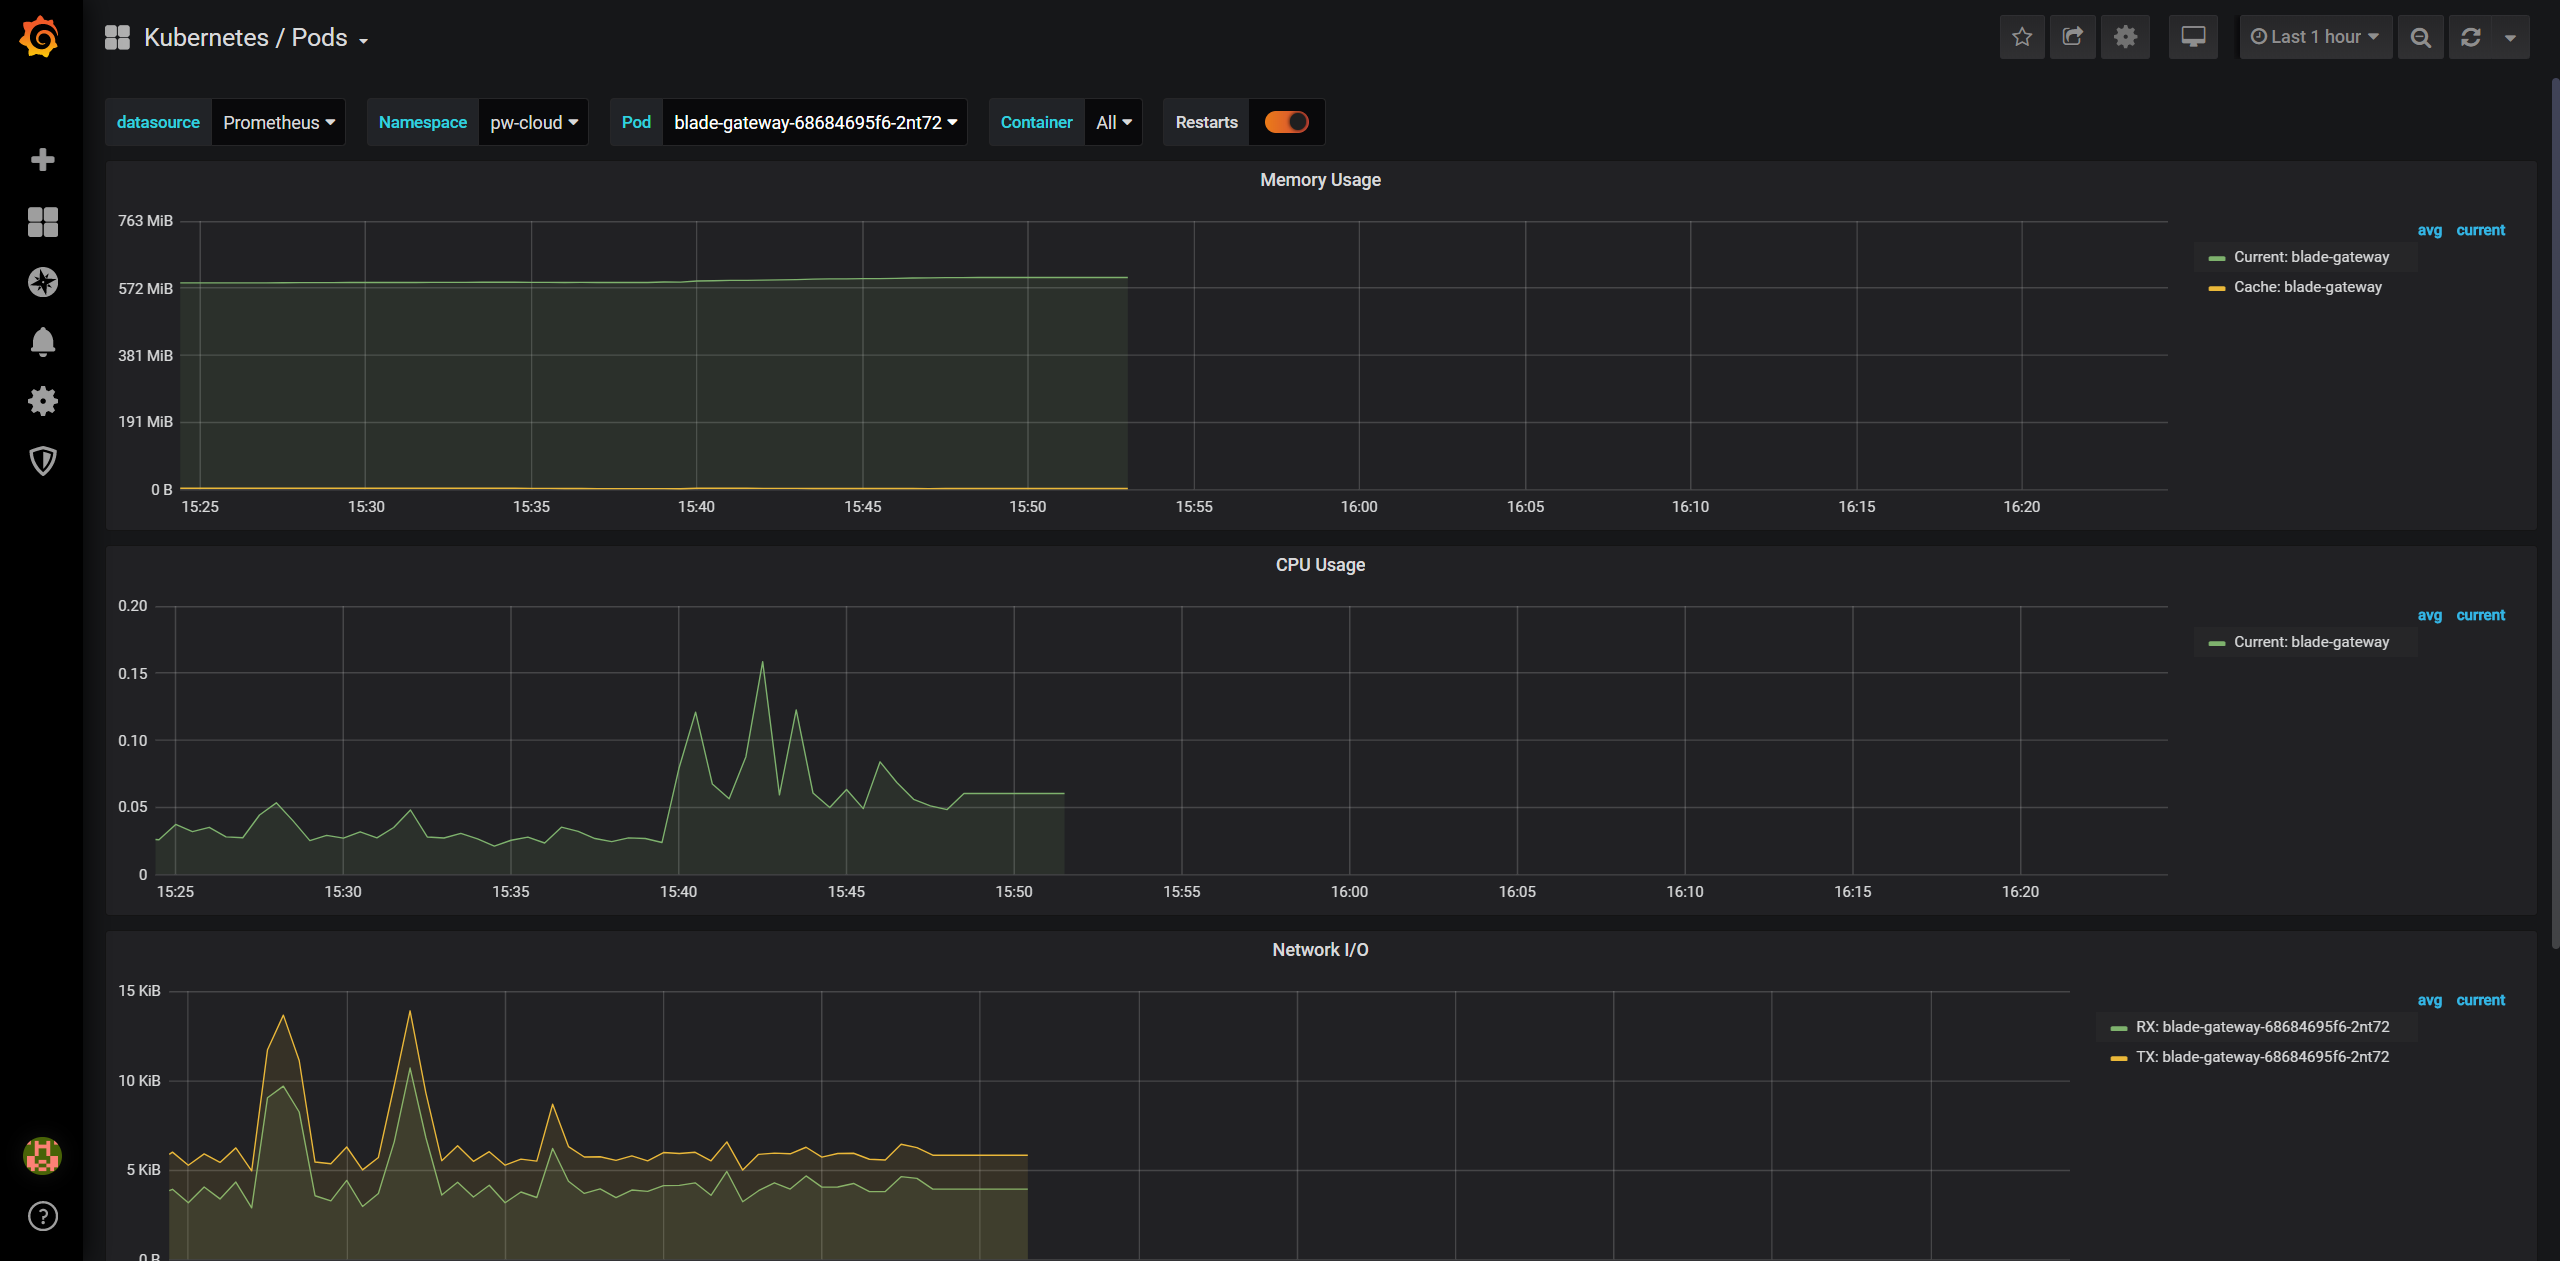 Kubernetes / Pods
Last 1 hour
datasource Prometheus Namespace pw-cloud Pod blade-gateway-68684695f6-2nt72 Container All Restarts
Memory Usage
763 MiB
572 MiB
381 MiB
191 MiB
0 B
15:25 15:30 15:35 15:40 15:45 15:50 15:55 16:00 16:05 16:10 16:15 16:20
avg current
Current: blade-gateway
Cache: blade-gateway
CPU Usage
0.20
0.15
0.10
0.05
0
15:25 15:30 15:35 15:40 15:45 15:50 15:55 16:00 16:05 16:10 16:15 16:20
avg current
Current: blade-gateway
Network I/O
15 KiB
10 KiB
5 KiB
0 B
avg current
RX: blade-gateway-68684695f6-2nt72
TX: blade-gateway-68684695f6-2nt72